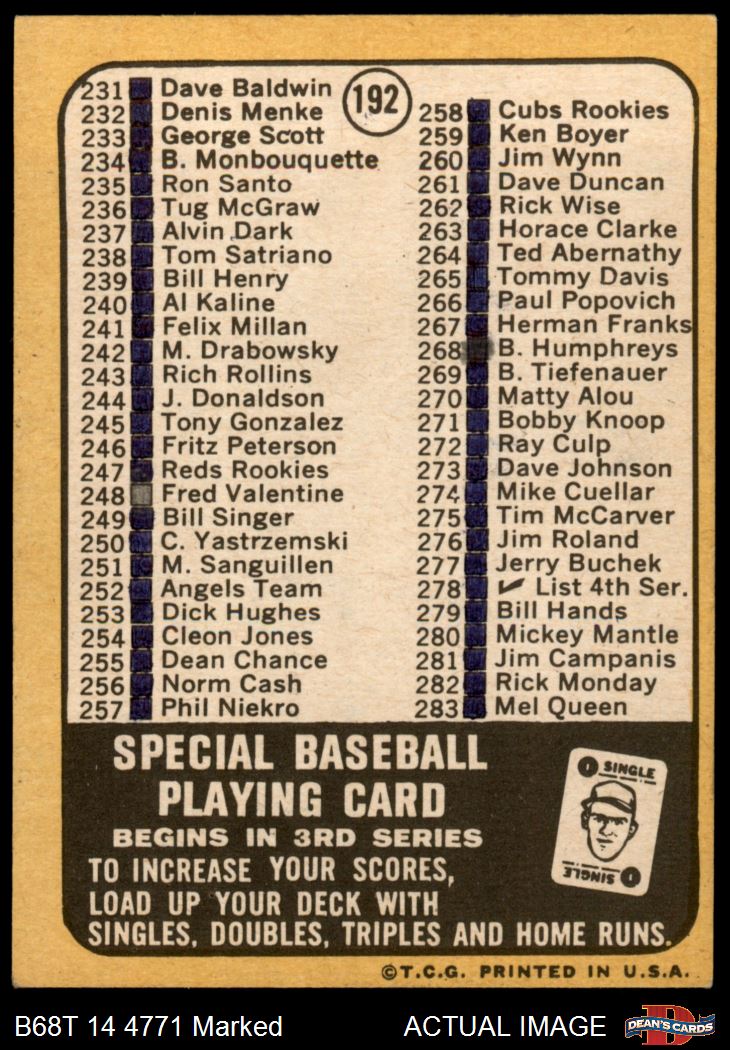 192
231 Dave Baldwin
232 Denis Menke
233 George Scott
234 B. Monbouquette
235 Ron Santo
236 Tug McGraw
237 Alvin Dark
238 Tom Satriano
239 Bill Henry
240 Al Kaline
241 Felix Millan
242 M. Drabowsky
243 Rich Rollins
244 J. Donaldson
245 Tony Gonzalez
246 Fritz Peterson
247 Reds Rookies
248 Fred Valentine
249 Bill Singer
250 C. Yastrzemski
251 M. Sanguillen
252 Angels Team
253 Dick Hughes
254 Cleon Jones
255 Dean Chance
256 Norm Cash
257 Phil Niekro
258 Cubs Rookies
259 Ken Boyer
260 Jim Wynn
261 Dave Duncan
262 Rick Wise
263 Horace Clarke
264 Ted Abernathy
265 Tommy Davis
266 Paul Popovich
267 Herman Franks
268 B. Humphreys
269 B. Tiefenauer
270 Matty Alou
271 Bobby Knoop
272 Ray Culp
273 Dave Johnson
274 Mike Cuellar
275 Tim McCarver
276 Jim Roland
277 Jerry Buchek
278 ✓ List 4th Ser.
279 Bill Hands
280 Mickey Mantle
281 Jim Campanis
282 Rick Monday
283 Mel Queen
SPECIAL BASEBALL
PLAYING CARD
BEGINS IN 3RD SERIES
TO INCREASE YOUR SCORES,
LOAD UP YOUR DECK WITH
SINGLES, DOUBLES, TRIPLES AND HOME RUNS.
SINGLE
SINGLE
©T.C.G. PRINTED IN U.S.A.
B68T 14 4771 Marked
ACTUAL IMAGE
D
DEAN'S CARDS